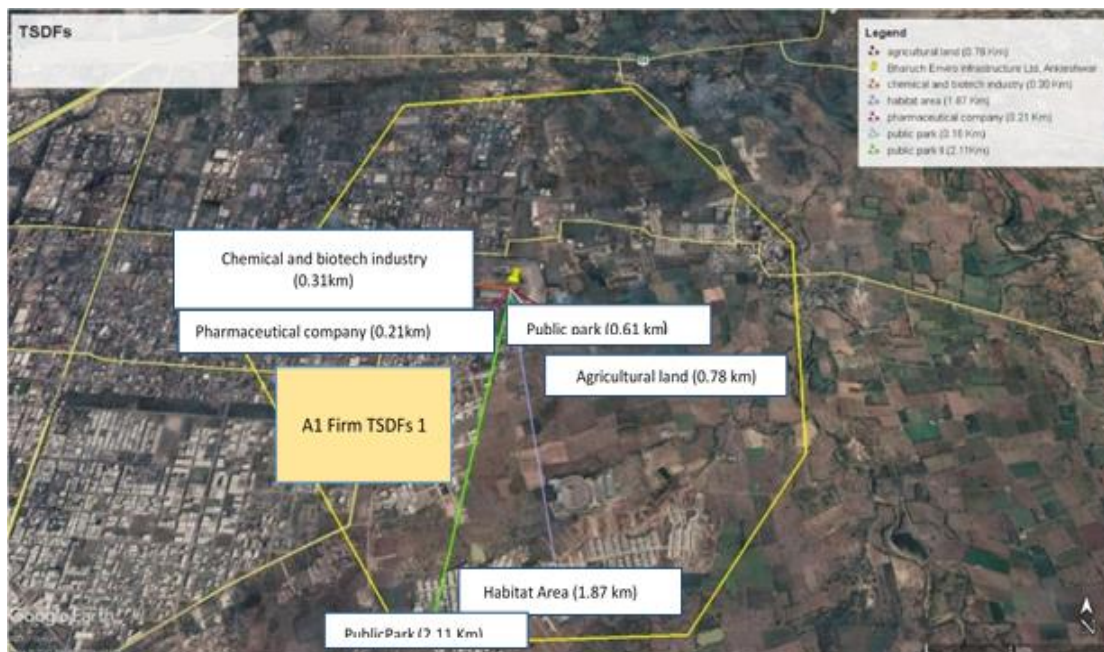 TSDFs
Legend
agricultural land (0.78 Km)
Bharuch Enviro Infrastructure Ltd, Ankleshwar
chemical and biotech industry (0.30 Km)
habitat area (1.87 Km)
pharmaceutical company (0.21 Km)
public park (0.16 Km)
public park II (2.11Km)
Chemical and biotech industry
(0.31km)
Pharmaceutical company (0.21km)
Public park (0.61 km)
Agricultural land (0.78 km)
A1 Firm TSDFs 1
Habitat Area (1.87 km)
PublicPark (2.11 Km)
Google Earth